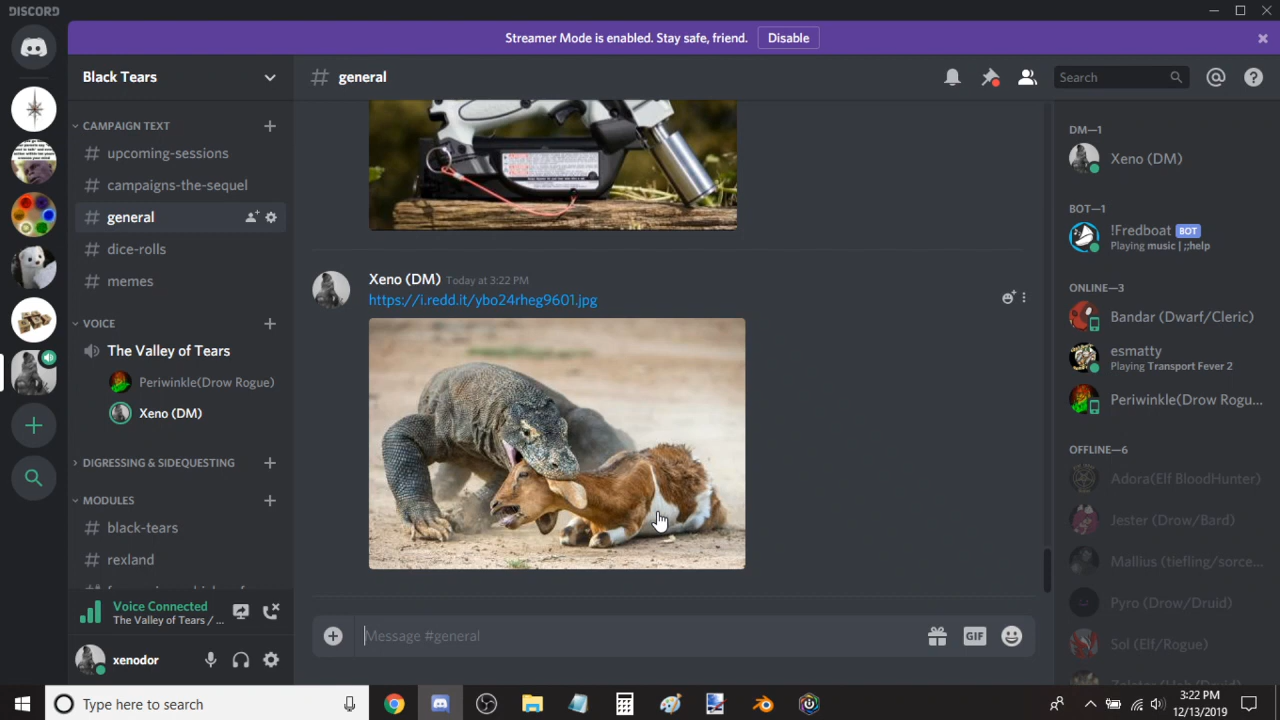 DISCORD
Streamer Mode is enabled. Stay safe, friend. Disable
Black Tears
# general
Search
CAMPAIGN TEXT
# upcoming-sessions
# campaigns-the-sequel
# general
# dice-rolls
# memes
VOICE
The Valley of Tears
Periwinkle(Drow Rogue)
Xeno (DM)
DIGRESSING & SIDEQUESTING
MODULES
# black-tears
# rexland
Voice Connected
The Valley of Tears / ...
xenodor
Xeno (DM) Today at 3:22 PM
https://i.redd.it/ybo24rheg9601.jpg
Message #general
GIF
DM—1
Xeno (DM)
BOT—1
!Fredboat BOT
Playing music | ;;help
ONLINE—3
Bandar (Dwarf/Cleric)
esmatty
Playing Transport Fever 2
Periwinkle(Drow Rogu...
OFFLINE—6
Adora(Elf BloodHunter)
Jester (Drow/Bard)
Mallius (tiefling/sorce...
Pyro (Drow/Druid)
Sol (Elf/Rogue)
Type here to search
3:22 PM
12/13/2019